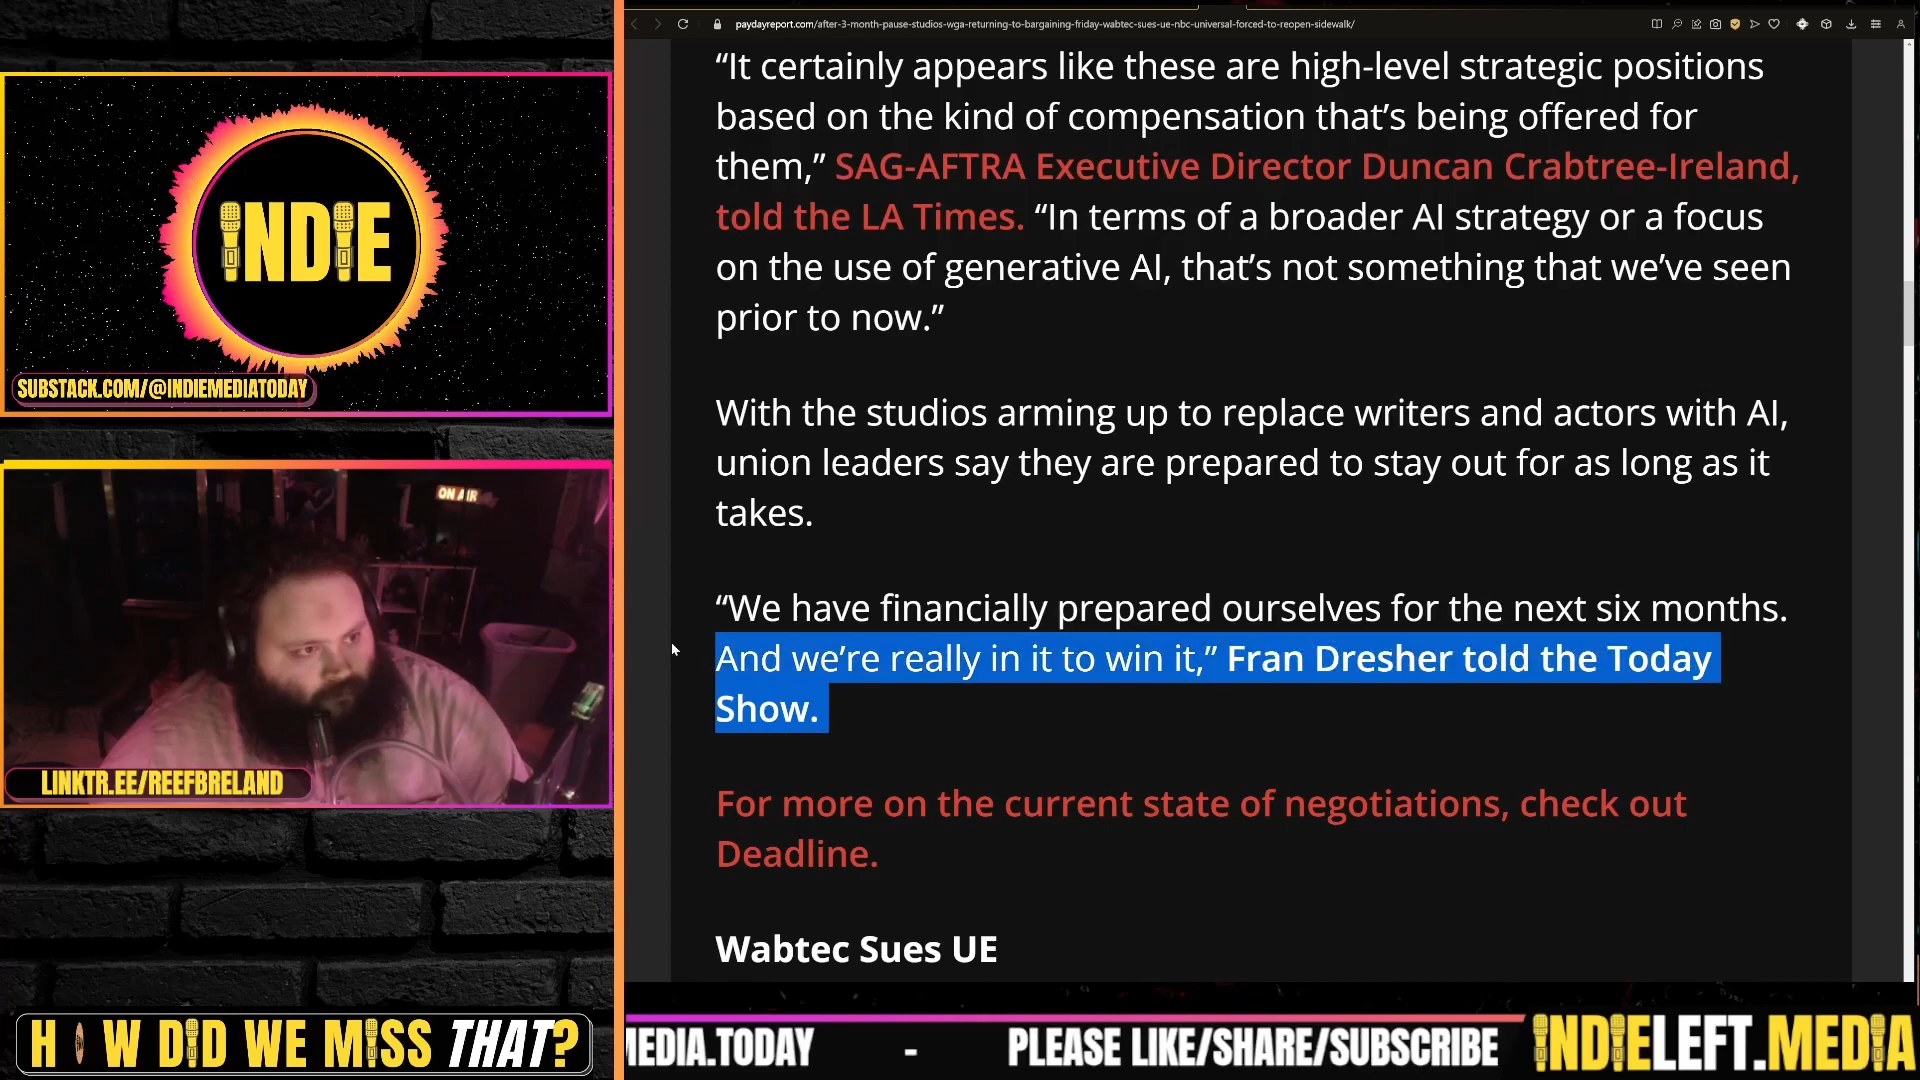 paydayreport.com/after-3-month-pause-studios-wga-returning-to-bargaining-friday-wabtec-sues-ue-nbc-universal-forced-to-reopen-sidewalk/
“It certainly appears like these are high-level strategic positions
based on the kind of compensation that’s being offered for
them,” SAG-AFTRA Executive Director Duncan Crabtree-Ireland,
told the LA Times. “In terms of a broader AI strategy or a focus
on the use of generative AI, that’s not something that we’ve seen
prior to now.”
With the studios arming up to replace writers and actors with AI,
union leaders say they are prepared to stay out for as long as it
takes.
“We have financially prepared ourselves for the next six months.
And we’re really in it to win it,” Fran Dresher told the Today
Show.
For more on the current state of negotiations, check out
Deadline.
Wabtec Sues UE
INDIE
SUBSTACK.COM/@INDIEMEDIATODAY
ON AIR
LINKTR.EE/REEFBRELAND
HOW DID WE MISS THAT?
MEDIA.TODAY - PLEASE LIKE/SHARE/SUBSCRIBE
INDIELEFT.MEDIA